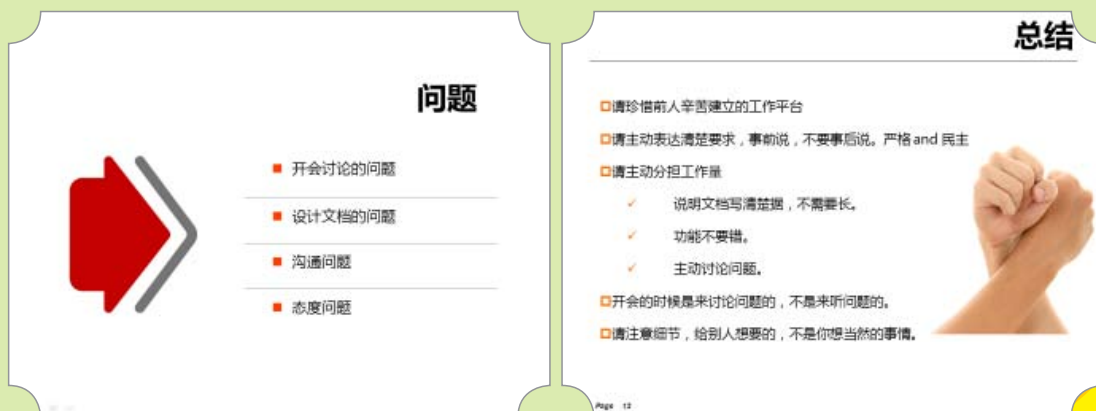 问题
开会讨论的问题
设计文档的问题
沟通问题
态度问题
总结
请珍惜前人辛苦建立的工作平台
请主动表达清楚要求，事前说，不要事后说。严格 and 民主
请主动分担工作量
说明文档写清楚据，不需要长。
功能不要错。
主动讨论问题。
开会的时候是来讨论问题的，不是来听问题的。
请注意细节，给别人想要的，不是你想当然的事情。
Page 13